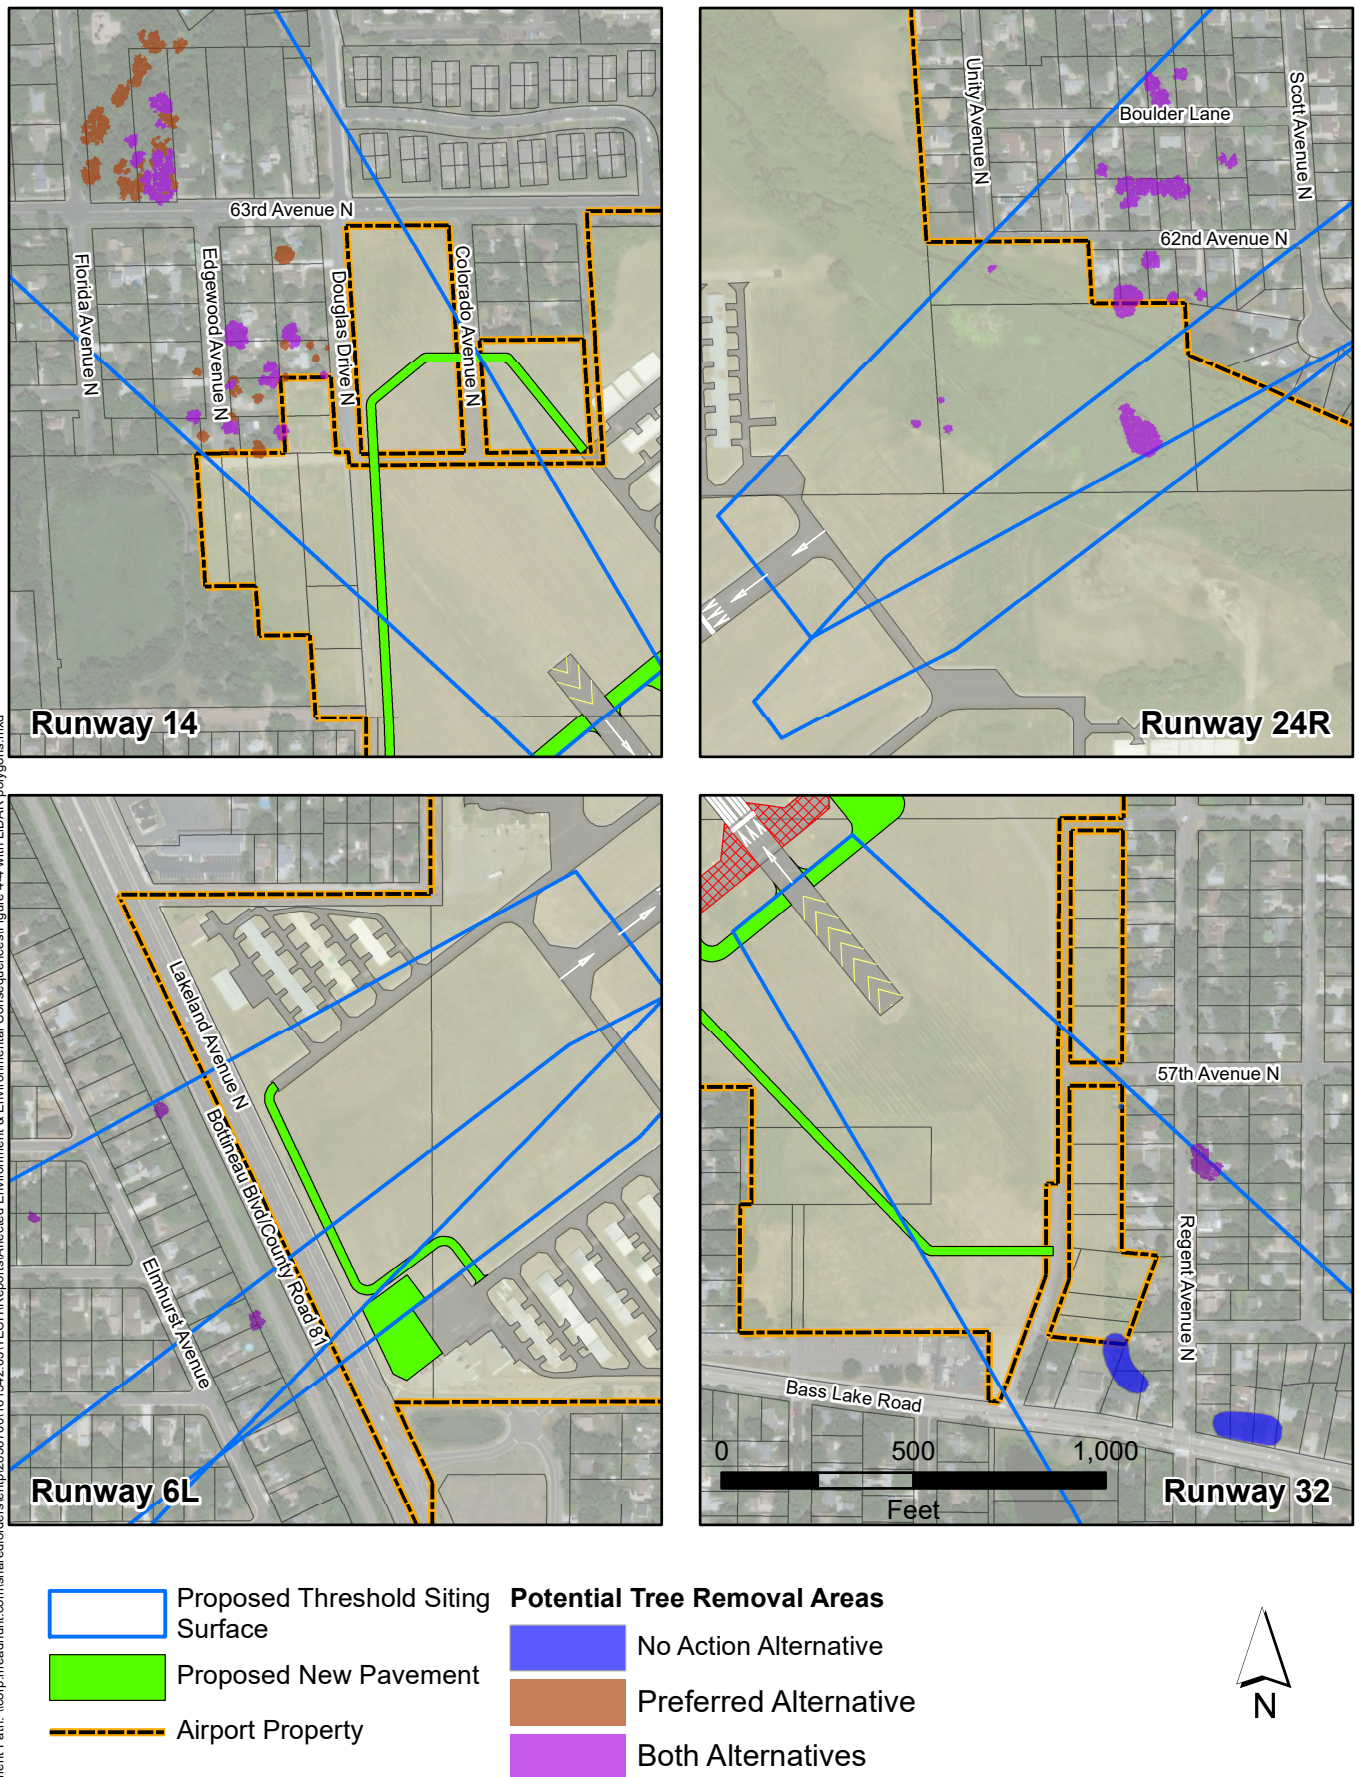 63rd Avenue N
Florida Avenue N
Edgewood Avenue N
Douglas Drive N
Colorado Avenue N
Runway 14
Unity Avenue N
Boulder Lane
Scott Avenue N
62nd Avenue N
Runway 24R
Lakeland Avenue N
Bottineau Blvd/County Road 81
Elmhurst Avenue
Runway 6L
57th Avenue N
Regent Avenue N
Bass Lake Road
0 500 1,000
Feet
Runway 32
Proposed Threshold Siting
Surface
Proposed New Pavement
Airport Property
Potential Tree Removal Areas
No Action Alternative
Preferred Alternative
Both Alternatives
N